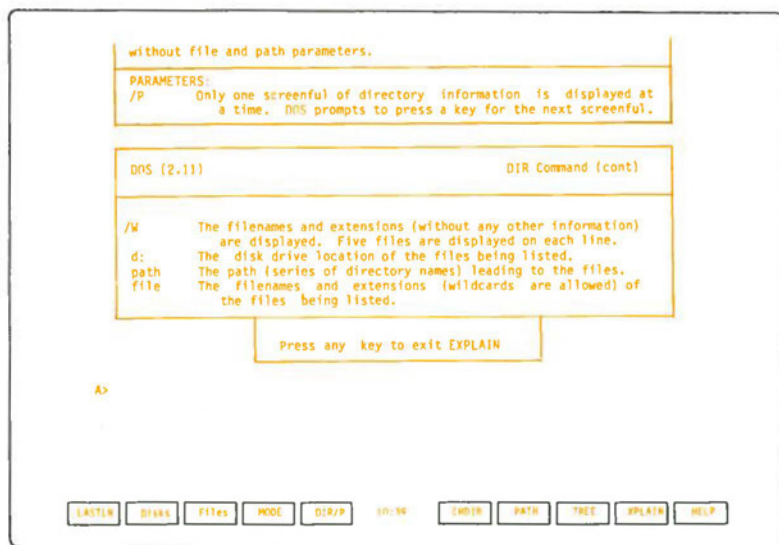 without file and path parameters.
PARAMETERS:
/P Only one screenful of directory information is displayed at
a time. DOS prompts to press a key for the next screenful.
DOS (2.11) DIR Command (cont)
/W The filenames and extensions (without any other information)
are displayed. Five files are displayed on each line.
d: The disk drive location of the files being listed.
path The path (series of directory names) leading to the files.
file The filenames and extensions (wildcards are allowed) of
the files being listed.
Press any key to exit EXPLAIN
A>
LASTLN Disks Files MODE DIR/P CHDIR PATH TREE XPLAIN HELP